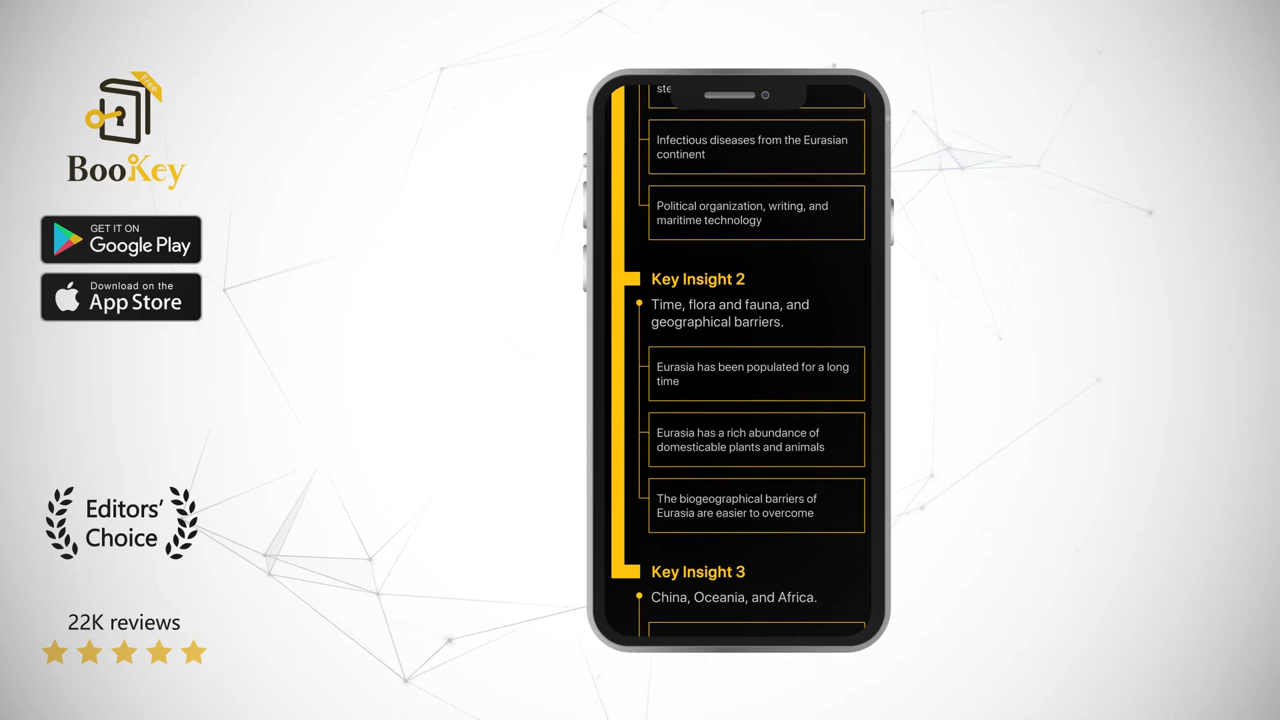 Free
BooKey
GET IT ON
Google Play
Download on the
App Store
Editors’
Choice
22K reviews
Infectious diseases from the Eurasian
continent
Political organization, writing, and
maritime technology
Key Insight 2
Time, flora and fauna, and
geographical barriers.
Eurasia has been populated for a long
time
Eurasia has a rich abundance of
domesticable plants and animals
The biogeographical barriers of
Eurasia are easier to overcome
Key Insight 3
China, Oceania, and Africa.